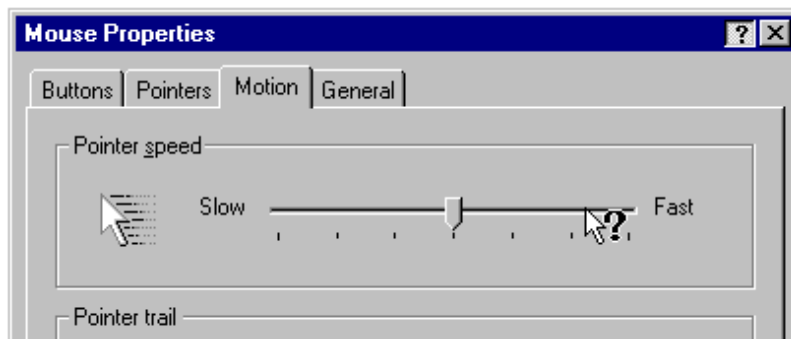 Mouse Properties
Buttons Pointers Motion General
Pointer speed
Slow Fast
Pointer trail